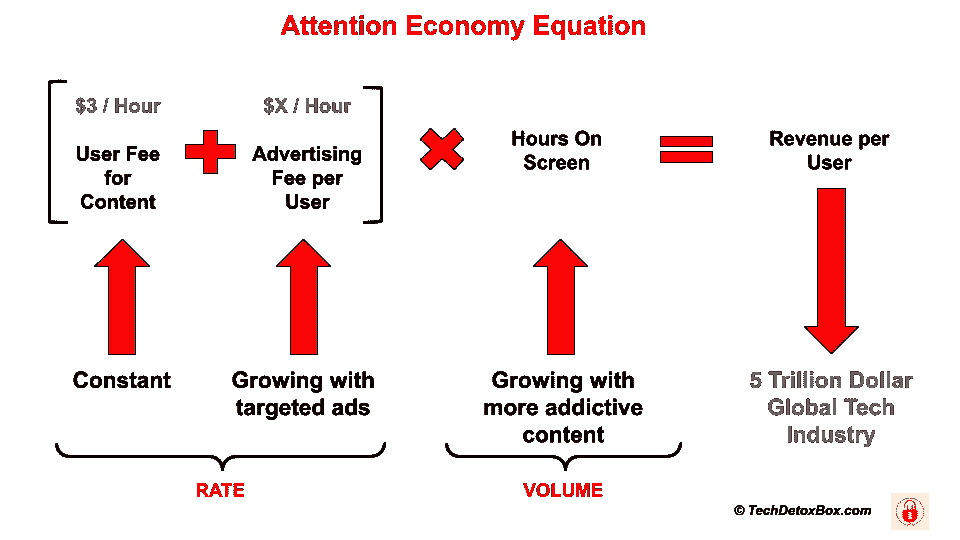 Attention Economy Equation
$3 / Hour
User Fee
for
Content
$X / Hour
Advertising
Fee per
User
Hours On
Screen
Revenue per
User
Constant
Growing with
targeted ads
Growing with
more addictive
content
5 Trillion Dollar
Global Tech
Industry
RATE
VOLUME
© TechDetoxBox.com